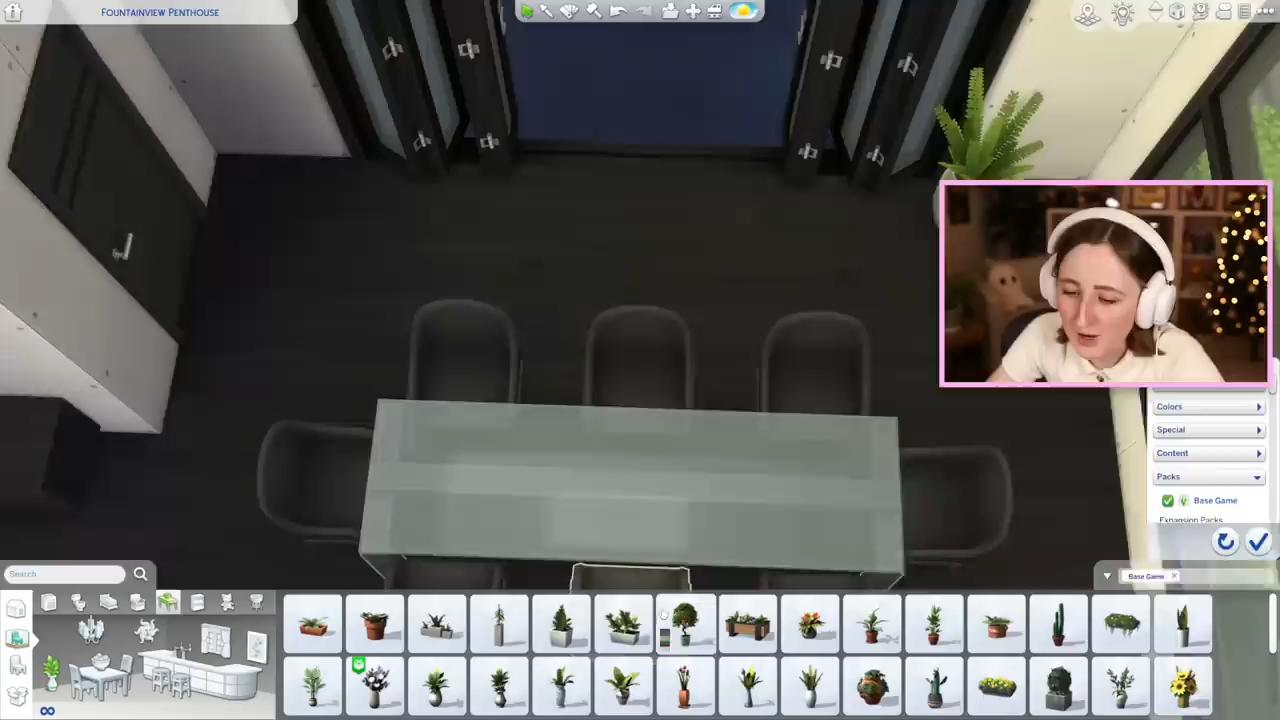 FOUNTAINVIEW PENTHOUSE
Colors
Special
Content
Packs
Base Game
Expansion Packs
Search
Base Game